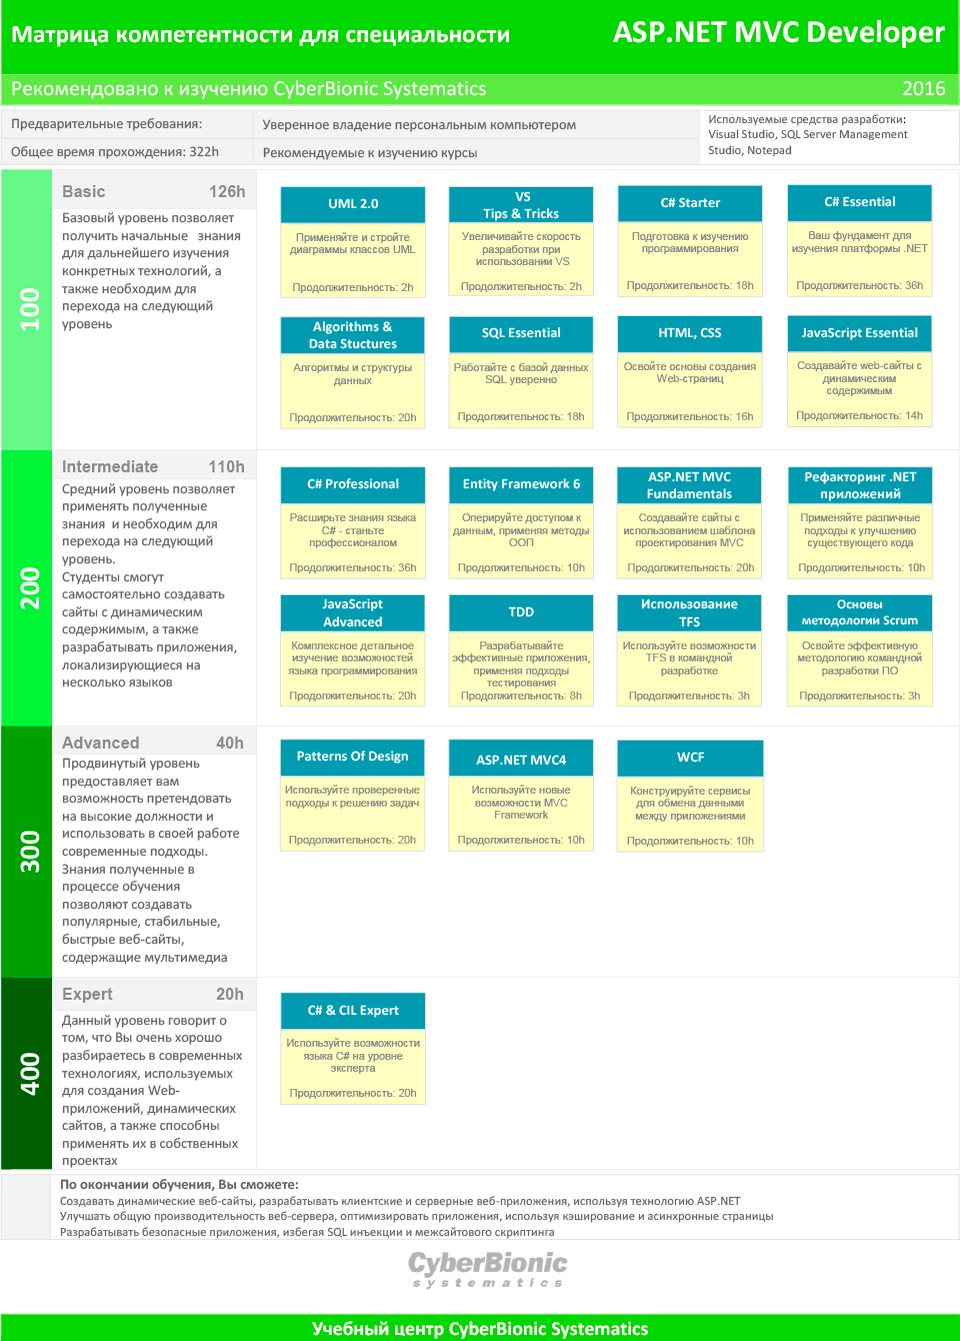 Матрица компетентности для специальности
ASP.NET MVC Developer
Рекомендовано к изучению CyberBionic Systematics
2016
Предварительные требования:
Уверенное владение персональным компьютером
Используемые средства разработки:
Visual Studio, SQL Server Management
Studio, Notepad
Общее время прохождения: 322h
Рекомендуемые к изучению курсы
100
Basic 126h
Базовый уровень позволяет
получить начальные знания
для дальнейшего изучения
конкретных технологий, а
также необходим для
перехода на следующий
уровень
UML 2.0
Применяйте и стройте
диаграммы классов UML
Продолжительность: 2h
VS
Tips & Tricks
Увеличивайте скорость
разработки при
использовании VS
Продолжительность: 2h
C# Starter
Подготовка к изучению
программирования
Продолжительность: 18h
C# Essential
Ваш фундамент для
изучения платформы .NET
Продолжительность: 36h
Algorithms &
Data Stuctures
Алгоритмы и структуры
данных
Продолжительность: 20h
SQL Essential
Работайте с базой данных
SQL уверенно
Продолжительность: 18h
HTML, CSS
Освойте основы создания
Web-страниц
Продолжительность: 16h
JavaScript Essential
Создавайте web-сайты с
динамическим
содержимым
Продолжительность: 14h
200
Intermediate 110h
Средний уровень позволяет
применять полученные
знания и необходим для
перехода на следующий
уровень.
Студенты смогут
самостоятельно создавать
сайты с динамическим
содержимым, а также
разрабатывать приложения,
локализирующиеся на
несколько языков
C# Professional
Расширьте знания языка
C# - станьте
профессионалом
Продолжительность: 36h
Entity Framework 6
Оперируйте доступом к
данным, применяя методы
ООП
Продолжительность: 10h
ASP.NET MVC
Fundamentals
Создавайте сайты с
использованием шаблона
проектирования MVC
Продолжительность: 20h
Рефакторинг .NET
приложений
Применяйте различные
подходы к улучшению
существующего кода
Продолжительность: 10h
JavaScript
Advanced
Комплексное детальное
изучение возможностей
языка программирования
Продолжительность: 20h
TDD
Разрабатывайте
эффективные приложения,
применяя подходы
тестирования
Продолжительность: 8h
Использование
TFS
Используйте возможности
TFS в командной
разработке
Продолжительность: 3h
Основы
методологии Scrum
Освойте эффективную
методологию командной
разработки ПО
Продолжительность: 3h
300
Advanced 40h
Продвинутый уровень
предоставляет вам
возможность претендовать
на высокие должности и
использовать в своей работе
современные подходы.
Знания полученные в
процессе обучения
позволяют создавать
популярные, стабильные,
быстрые веб-сайты,
содержащие мультимедиа
Patterns Of Design
Используйте проверенные
подходы к решению задач
Продолжительность: 20h
ASP.NET MVC4
Используйте новые
возможности MVC
Framework
Продолжительность: 10h
WCF
Конструируйте сервисы
для обмена данными
между приложениями
Продолжительность: 10h
400
Expert 20h
Данный уровень говорит о
том, что Вы очень хорошо
разбираетесь в современных
технологиях, используемых
для создания Web-
приложений, динамических
сайтов, а также способны
применять их в собственных
проектах
C# & CIL Expert
Используйте возможности
языка C# на уровне
эксперта
Продолжительность: 20h
По окончании обучения, Вы сможете:
Создавать динамические веб-сайты, разрабатывать клиентские и серверные веб-приложения, используя технологию ASP.NET
Улучшать общую производительность веб-сервера, оптимизировать приложения, используя кэширование и асинхронные страницы
Разрабатывать безопасные приложения, избегая SQL инъекции и межсайтового скриптинга
CyberBionic
systematics
Учебный центр CyberBionic Systematics